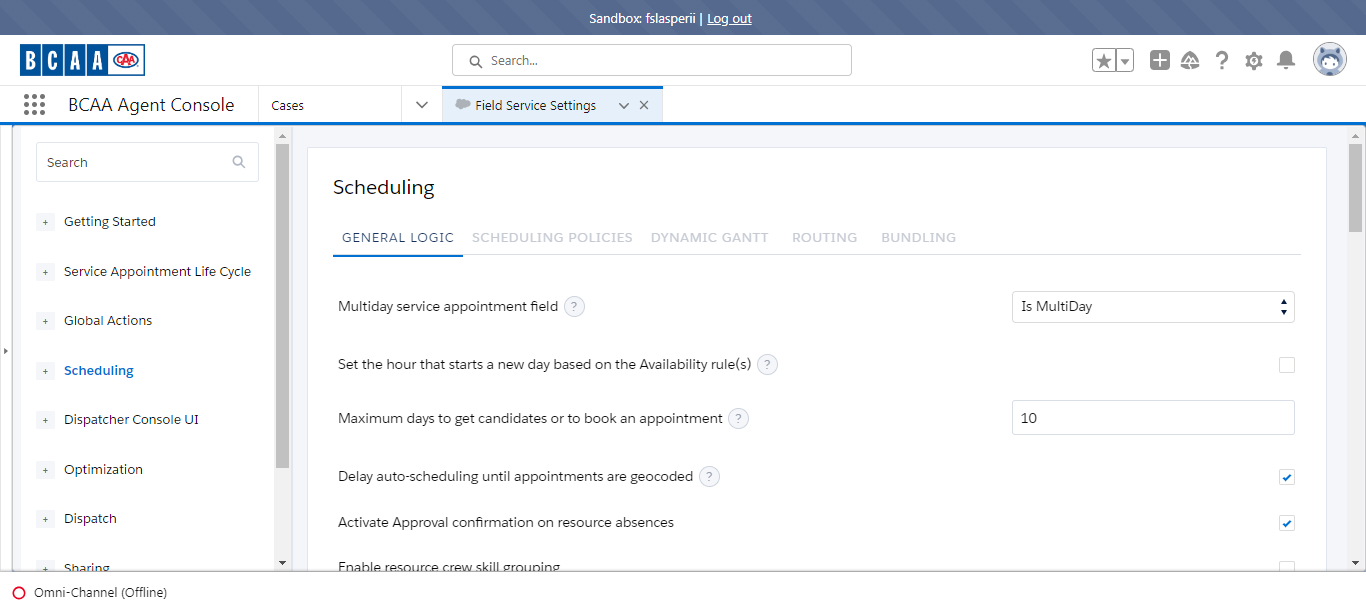 Sandbox: fslasperii | Log out
BCAA CAA
Search...
BCAA Agent Console
Cases
Field Service Settings
Search
Getting Started
Service Appointment Life Cycle
Global Actions
Scheduling
Dispatcher Console UI
Optimization
Dispatch
Sharing
Scheduling
GENERAL LOGIC SCHEDULING POLICIES DYNAMIC GANTT ROUTING BUNDLING
Multiday service appointment field ?
Is MultiDay
Set the hour that starts a new day based on the Availability rule(s) ?
Maximum days to get candidates or to book an appointment ?
10
Delay auto-scheduling until appointments are geocoded ?
Activate Approval confirmation on resource absences
Enable resource crew skill grouping
Omni-Channel (Offline)